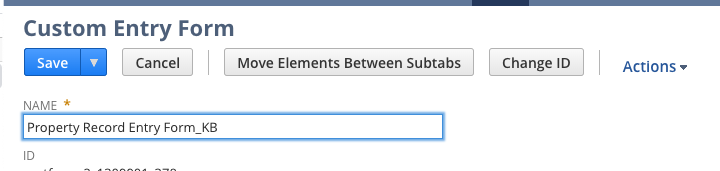 Custom Entry Form
Save Cancel Move Elements Between Subtabs Change ID Actions
NAME *
Property Record Entry Form_KB
ID